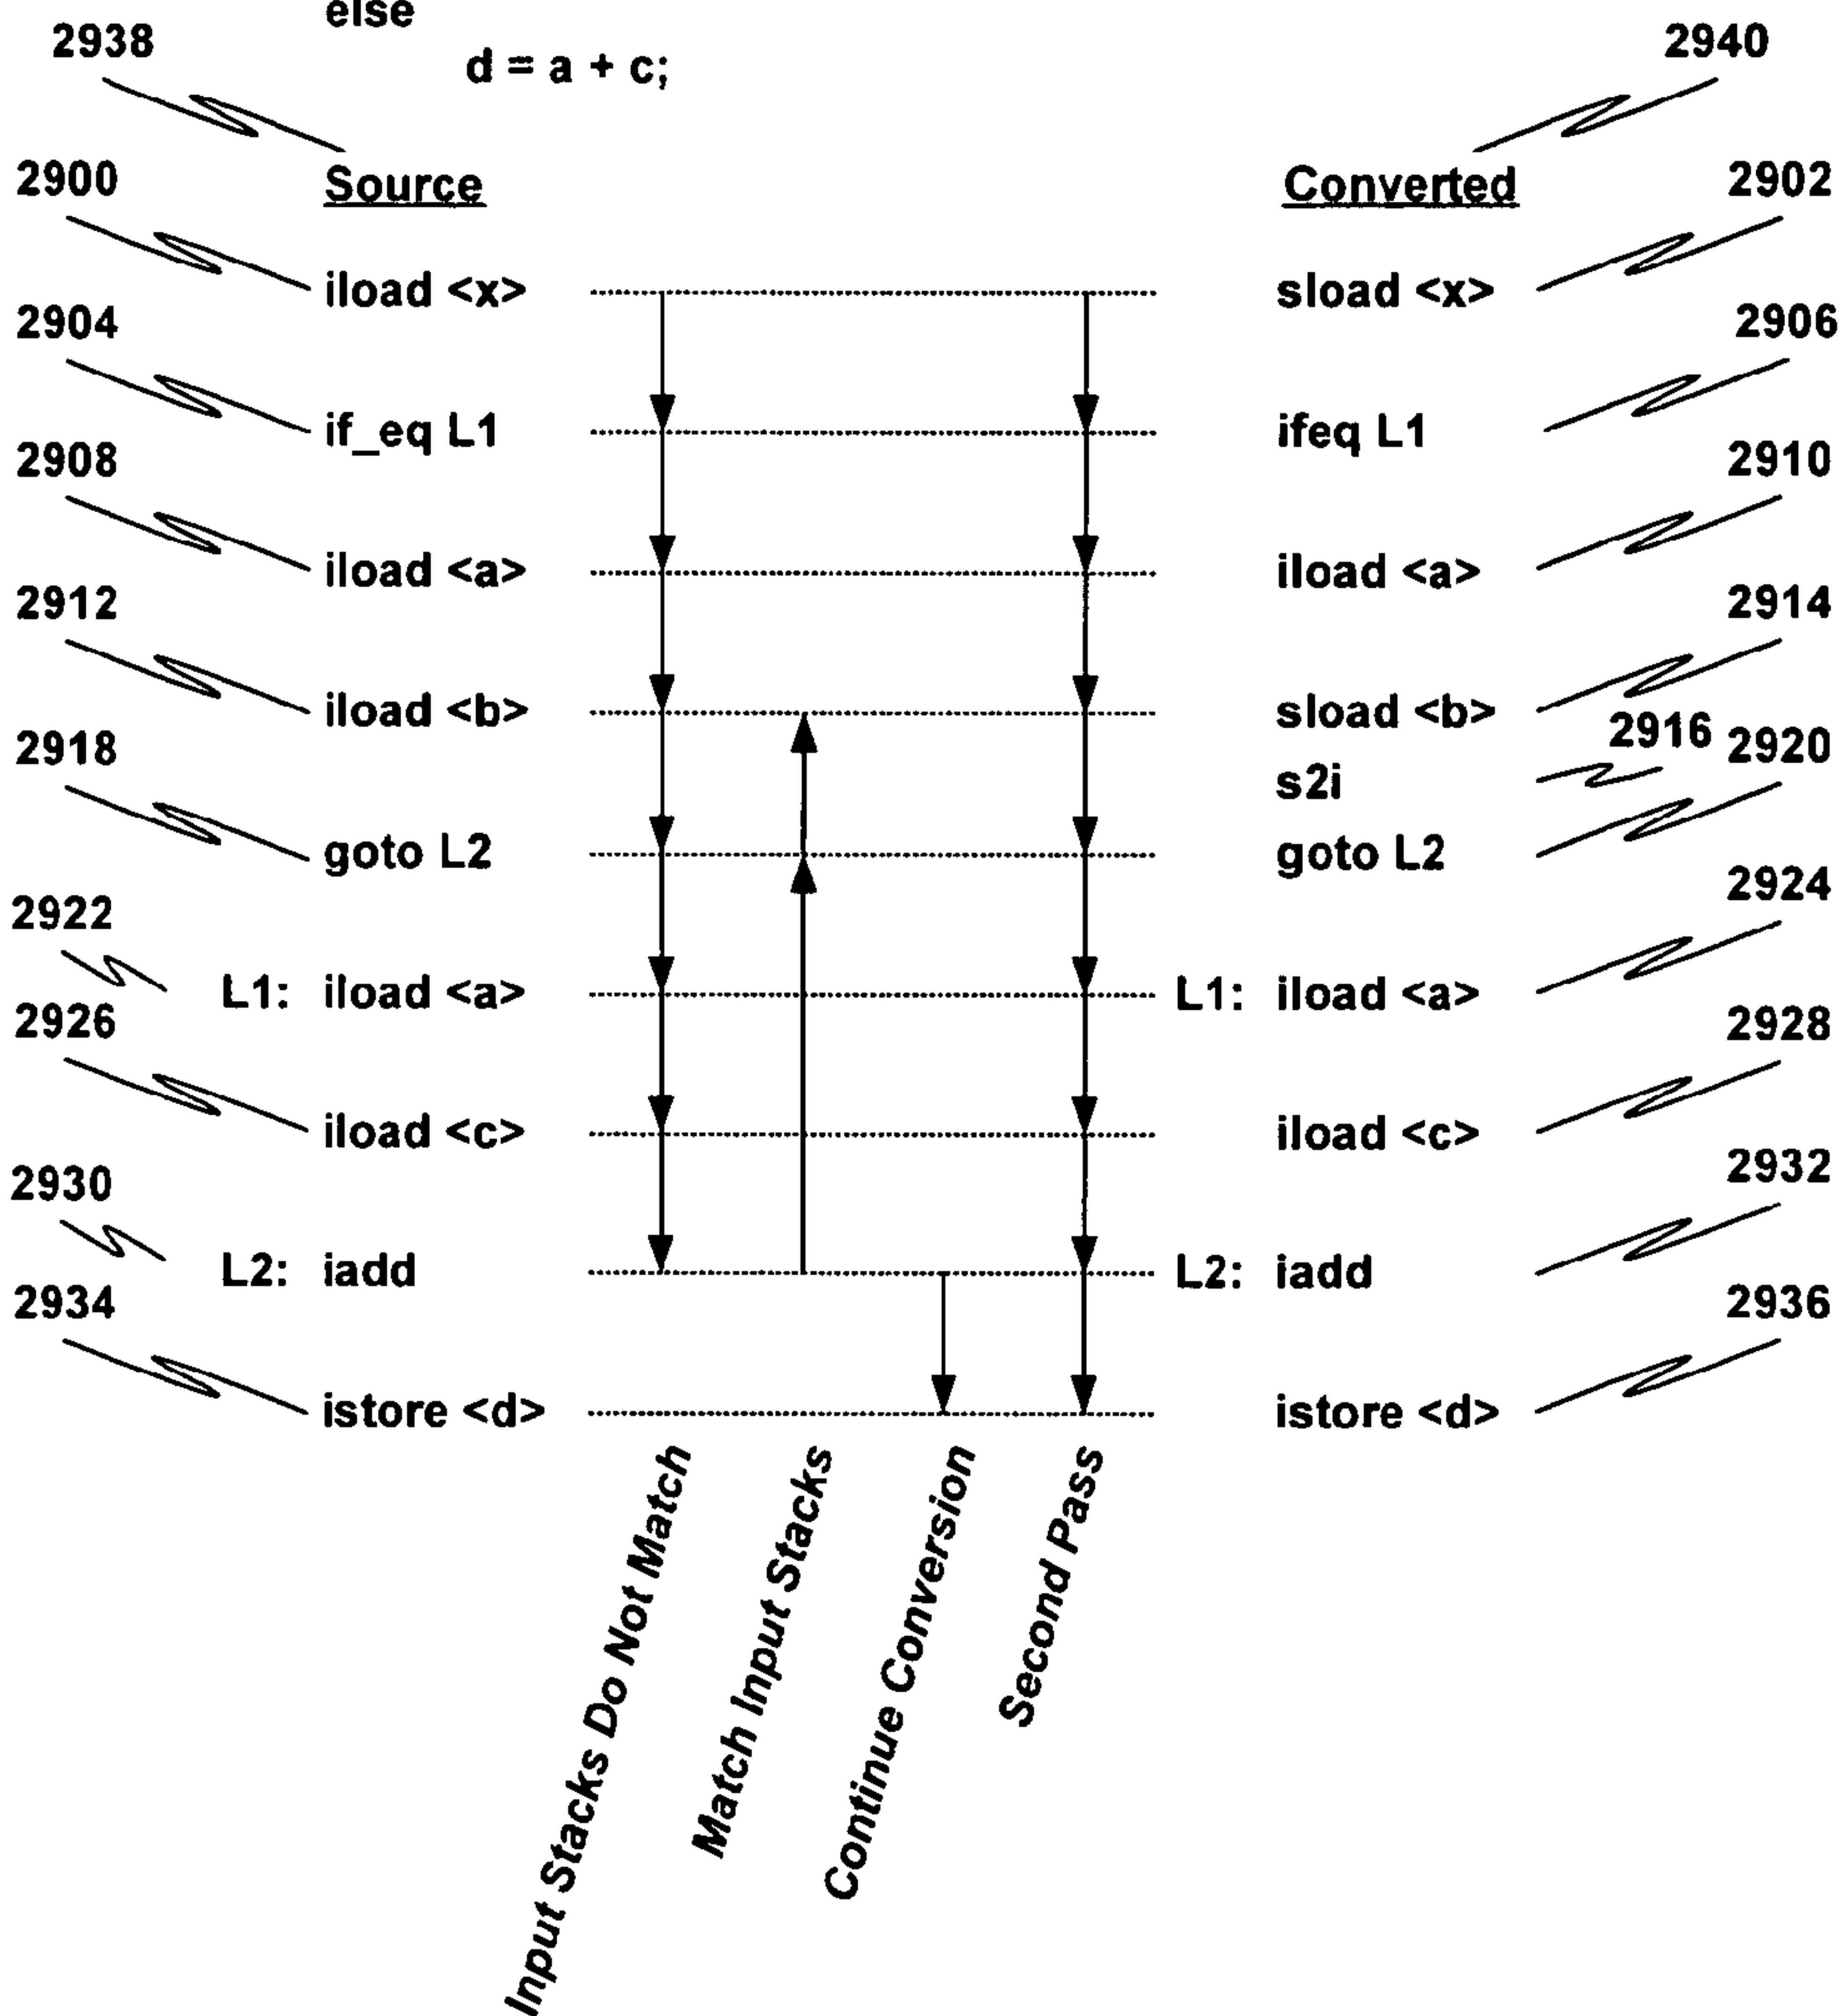 else
2938
2940
d = a + c;
2900
Source
Converted
2902
iload <x>
sload <x>
2904
2906
if_eq L1
ifeq L1
2908
2910
iload <a>
iload <a>
2912
2914
iload <b>
sload <b>
2916
2918
2920
s2i
goto L2
goto L2
2922
2924
L1: iload <a>
L1: iload <a>
2926
2928
iload <c>
iload <c>
2930
2932
L2: iadd
L2: iadd
2934
2936
istore <d>
istore <d>
Input Stacks Do Not Match
Match Input Stacks
Continue Conversion
Second Pass